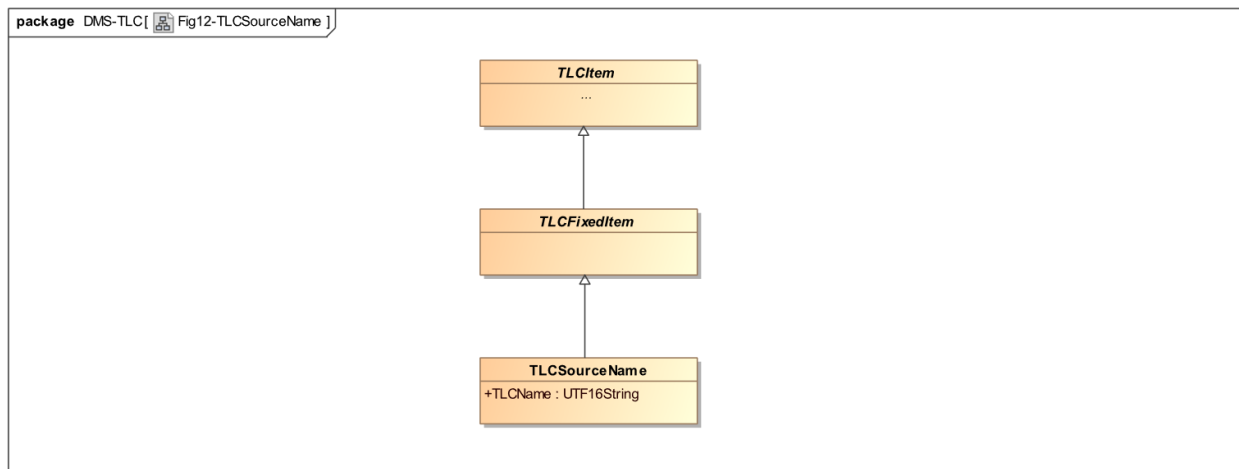 package DMS-TLC[ Fig12-TLCSourceName ]
TLCItem
...
TLCFixedItem
TLCSourceName
+TLCName : UTF16String